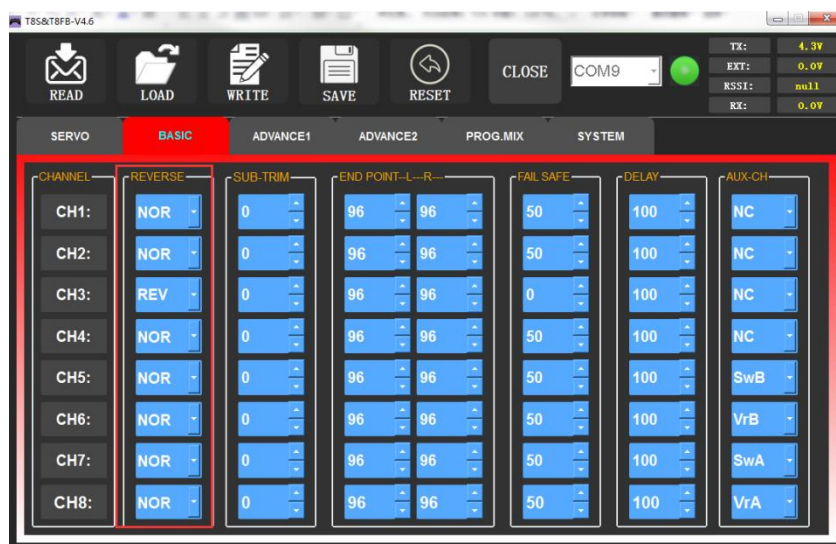 T8S&T8FB-V4.6
READ LOAD WRITE SAVE RESET CLOSE COM9
TX: 4.3V
EXT: 0.0V
RSSI: null
RX: 0.0V
SERVO BASIC ADVANCE1 ADVANCE2 PROG.MIX SYSTEM
CHANNEL REVERSE SUB-TRIM END POINT--L---R--- FAIL SAFE DELAY AUX-CH
CH1: NOR 0 96 96 50 100 NC
CH2: NOR 0 96 96 50 100 NC
CH3: REV 0 96 96 0 100 NC
CH4: NOR 0 96 96 50 100 NC
CH5: NOR 0 96 96 50 100 SwB
CH6: NOR 0 96 96 50 100 VrB
CH7: NOR 0 96 96 50 100 SwA
CH8: NOR 0 96 96 50 100 VrA